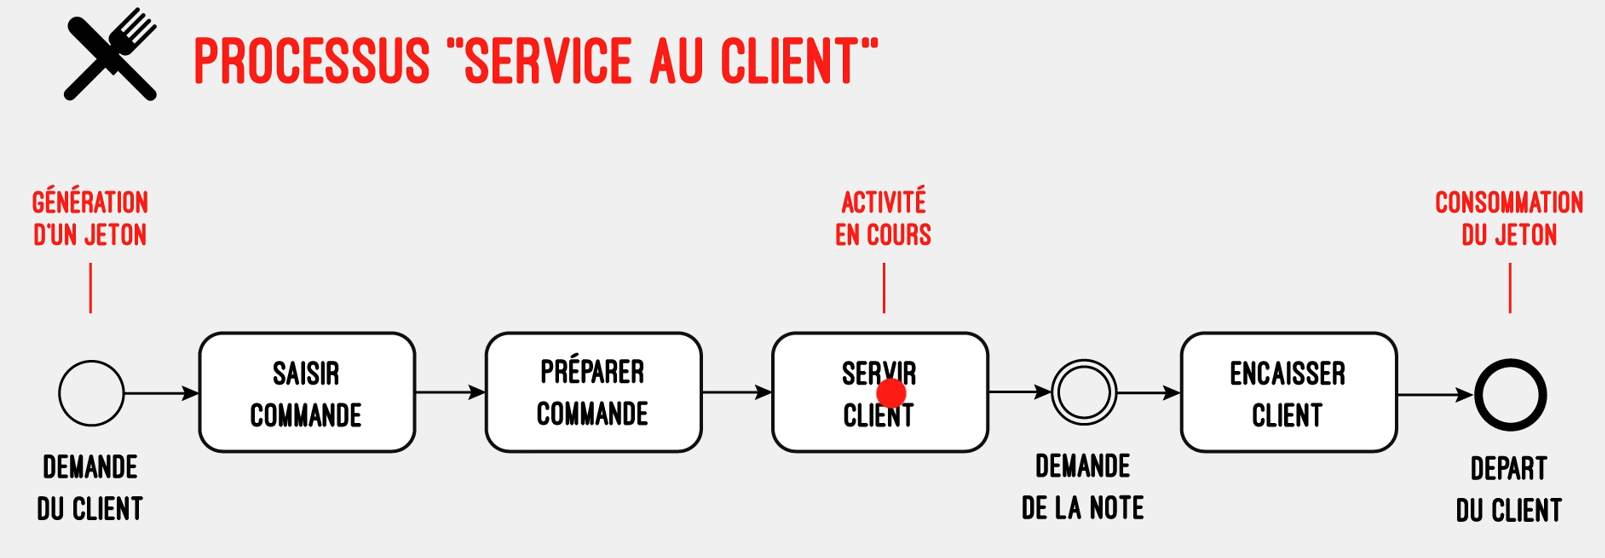 PROCESSUS "SERVICE AU CLIENT"
GÉNÉRATION
D'UN JETON
ACTIVITÉ
EN COURS
CONSOMMATION
DU JETON
SAISIR
COMMANDE
PRÉPARER
COMMANDE
SERVIR
CLIENT
ENCAISSER
CLIENT
DEMANDE
DU CLIENT
DEMANDE
DE LA NOTE
DEPART
DU CLIENT